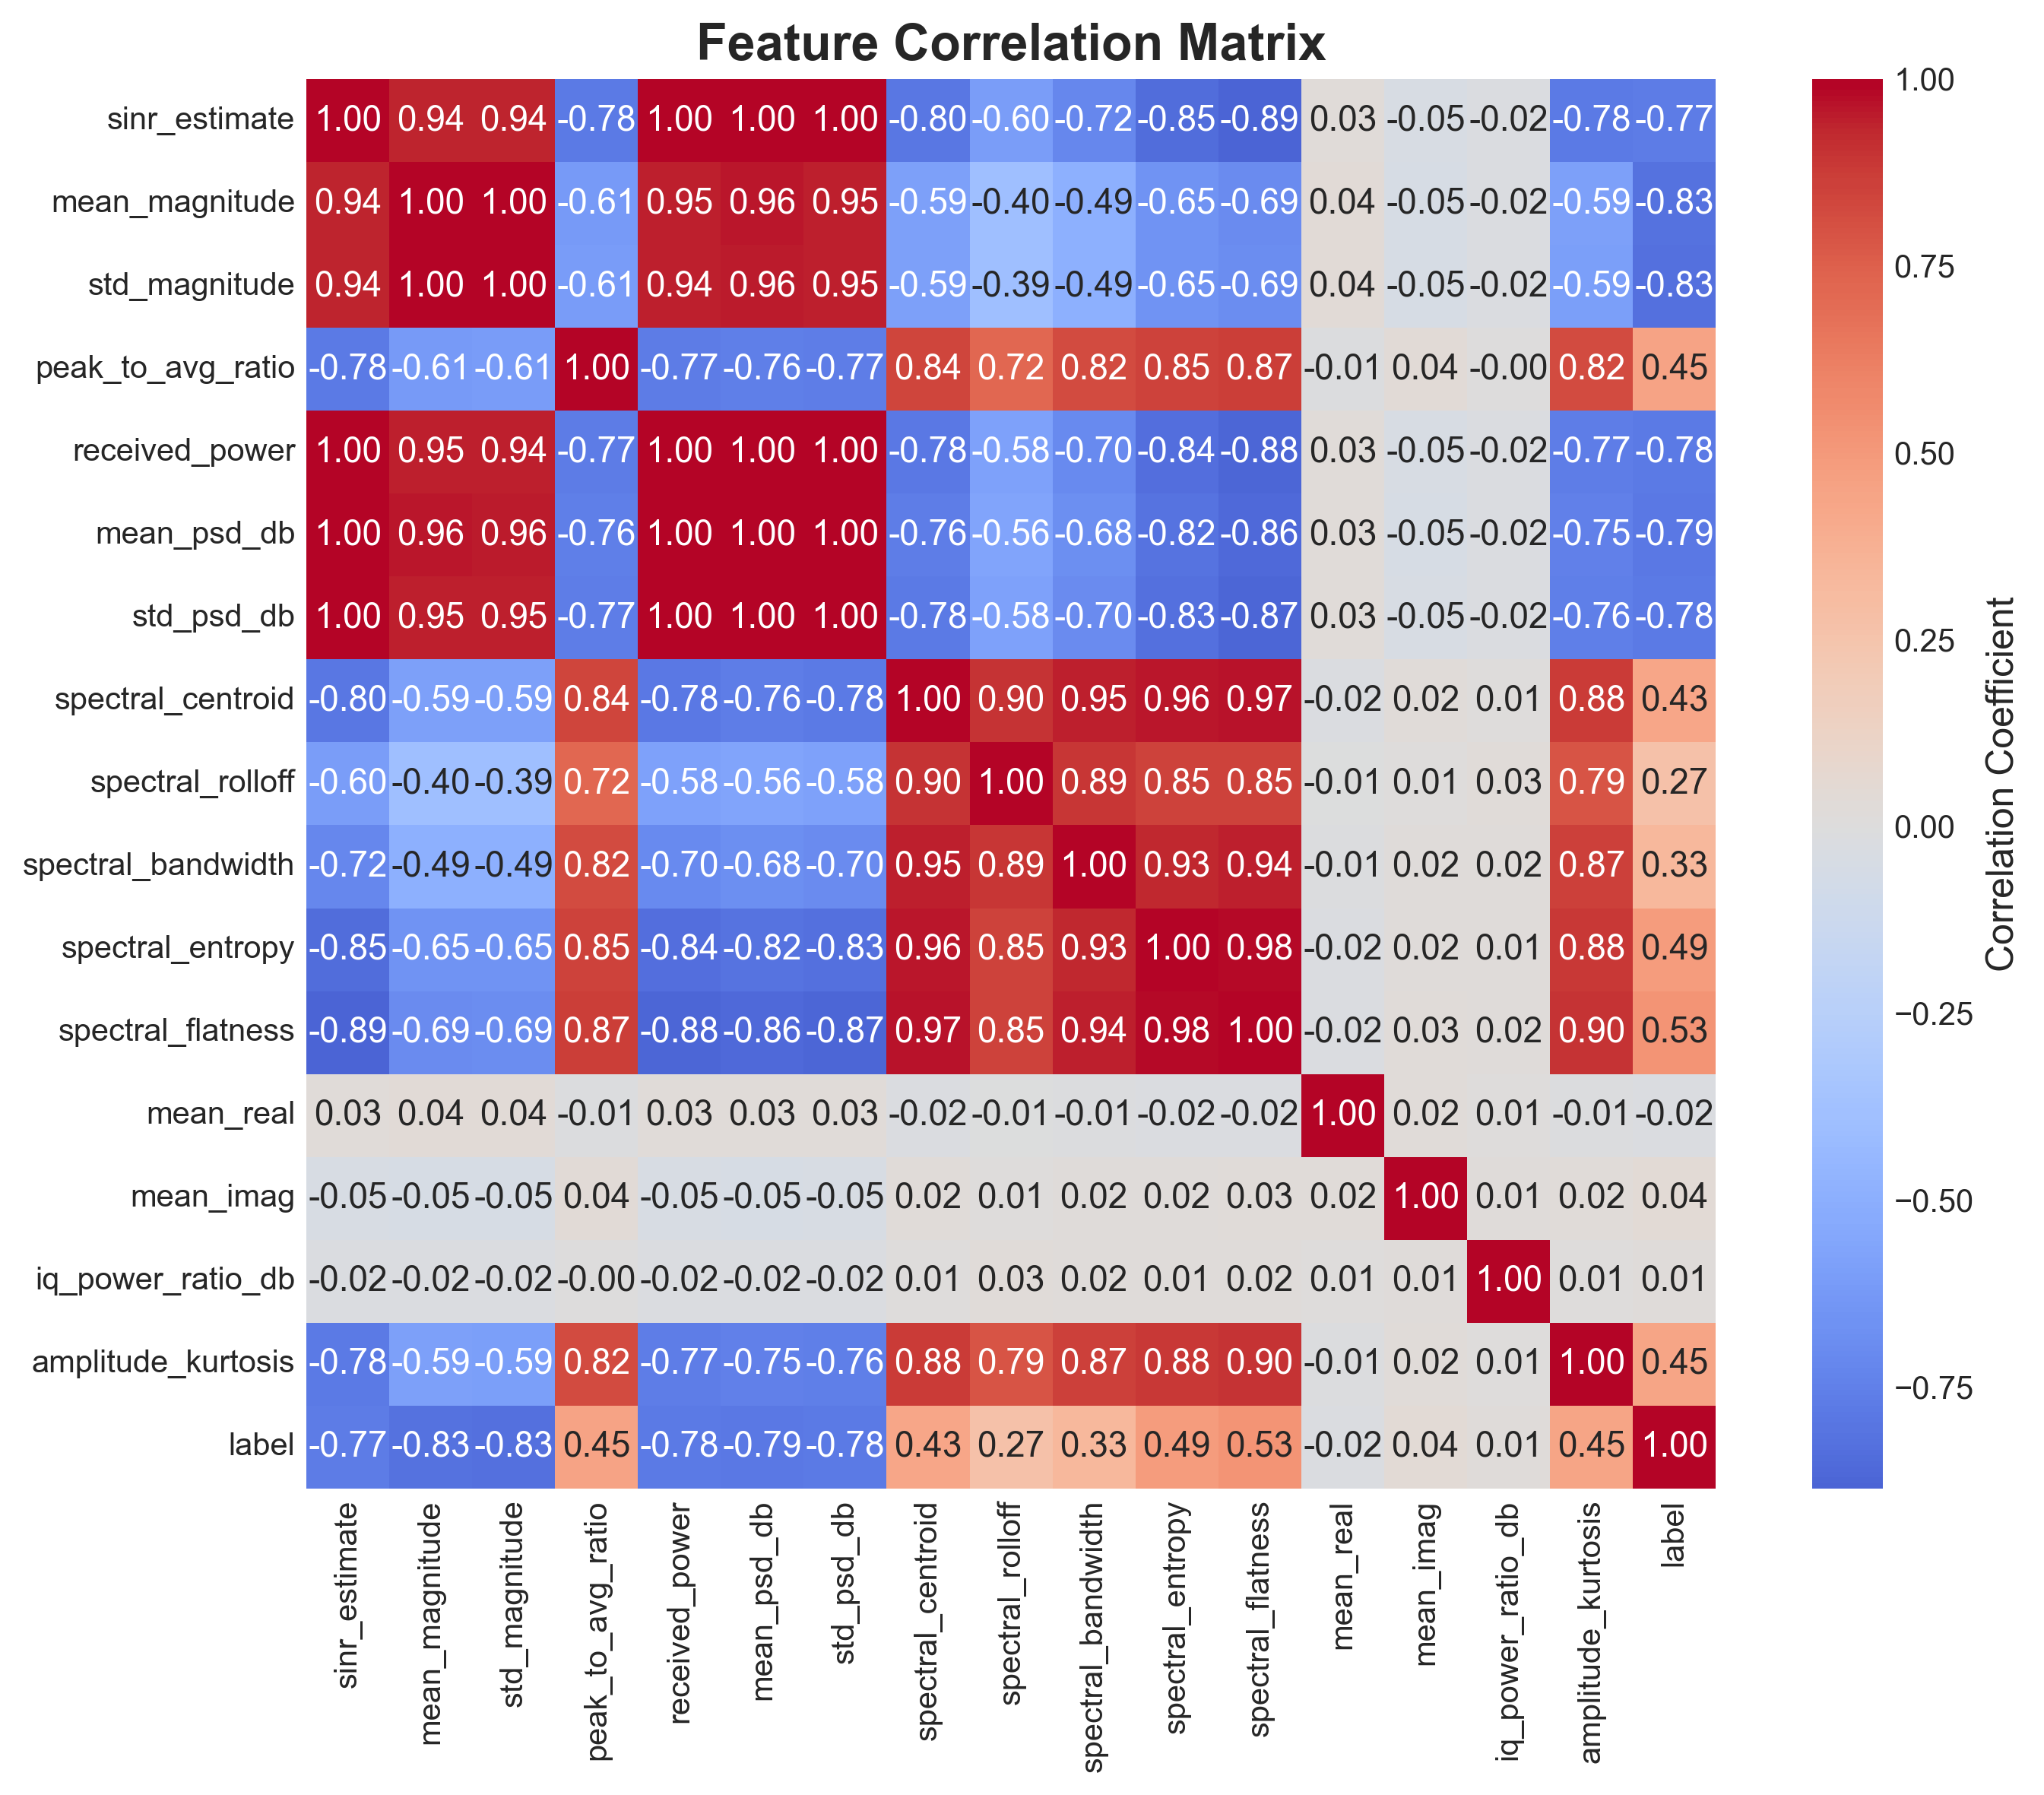 Feature Correlation Matrix
sinr_estimate 1.00 0.94 0.94 -0.78 1.00 1.00 1.00 -0.80 -0.60 -0.72 -0.85 -0.89 0.03 -0.05 -0.02 -0.78 -0.77
mean_magnitude 0.94 1.00 1.00 -0.61 0.95 0.96 0.95 -0.59 -0.40 -0.49 -0.65 -0.69 0.04 -0.05 -0.02 -0.59 -0.83
std_magnitude 0.94 1.00 1.00 -0.61 0.94 0.96 0.95 -0.59 -0.39 -0.49 -0.65 -0.69 0.04 -0.05 -0.02 -0.59 -0.83
peak_to_avg_ratio -0.78 -0.61 -0.61 1.00 -0.77 -0.76 -0.77 0.84 0.72 0.82 0.85 0.87 -0.01 0.04 -0.00 0.82 0.45
received_power 1.00 0.95 0.94 -0.77 1.00 1.00 1.00 -0.78 -0.58 -0.70 -0.84 -0.88 0.03 -0.05 -0.02 -0.77 -0.78
mean_psd_db 1.00 0.96 0.96 -0.76 1.00 1.00 1.00 -0.76 -0.56 -0.68 -0.82 -0.86 0.03 -0.05 -0.02 -0.75 -0.79
std_psd_db 1.00 0.95 0.95 -0.77 1.00 1.00 1.00 -0.78 -0.58 -0.70 -0.83 -0.87 0.03 -0.05 -0.02 -0.76 -0.78
spectral_centroid -0.80 -0.59 -0.59 0.84 -0.78 -0.76 -0.78 1.00 0.90 0.95 0.96 0.97 -0.02 0.02 0.01 0.88 0.43
spectral_rolloff -0.60 -0.40 -0.39 0.72 -0.58 -0.56 -0.58 0.90 1.00 0.89 0.85 0.85 -0.01 0.01 0.03 0.79 0.27
spectral_bandwidth -0.72 -0.49 -0.49 0.82 -0.70 -0.68 -0.70 0.95 0.89 1.00 0.93 0.94 -0.01 0.02 0.02 0.87 0.33
spectral_entropy -0.85 -0.65 -0.65 0.85 -0.84 -0.82 -0.83 0.96 0.85 0.93 1.00 0.98 -0.02 0.02 0.01 0.88 0.49
spectral_flatness -0.89 -0.69 -0.69 0.87 -0.88 -0.86 -0.87 0.97 0.85 0.94 0.98 1.00 -0.02 0.03 0.02 0.90 0.53
mean_real 0.03 0.04 0.04 -0.01 0.03 0.03 0.03 -0.02 -0.01 -0.01 -0.02 -0.02 1.00 0.02 0.01 -0.01 -0.02
mean_imag -0.05 -0.05 -0.05 0.04 -0.05 -0.05 -0.05 0.02 0.01 0.02 0.02 0.03 0.02 1.00 0.01 0.02 0.04
iq_power_ratio_db -0.02 -0.02 -0.02 -0.00 -0.02 -0.02 -0.02 0.01 0.03 0.02 0.01 0.02 0.01 0.01 1.00 0.01 0.01
amplitude_kurtosis -0.78 -0.59 -0.59 0.82 -0.77 -0.75 -0.76 0.88 0.79 0.87 0.88 0.90 -0.01 0.02 0.01 1.00 0.45
label -0.77 -0.83 -0.83 0.45 -0.78 -0.79 -0.78 0.43 0.27 0.33 0.49 0.53 -0.02 0.04 0.01 0.45 1.00
sinr_estimate
mean_magnitude
std_magnitude
peak_to_avg_ratio
received_power
mean_psd_db
std_psd_db
spectral_centroid
spectral_rolloff
spectral_bandwidth
spectral_entropy
spectral_flatness
mean_real
mean_imag
iq_power_ratio_db
amplitude_kurtosis
label
1.00
0.75
0.50
0.25
0.00
−0.25
−0.50
−0.75
Correlation Coefficient